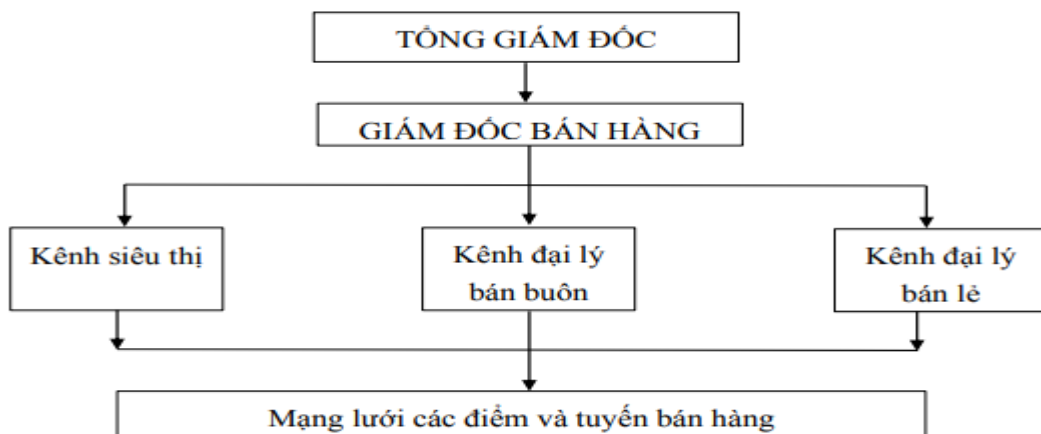 TỔNG GIÁM ĐỐC
GIÁM ĐỐC BÁN HÀNG
Kênh siêu thị
Kênh đại lý
bán buôn
Kênh đại lý
bán lẻ
Mạng lưới các điểm và tuyến bán hàng